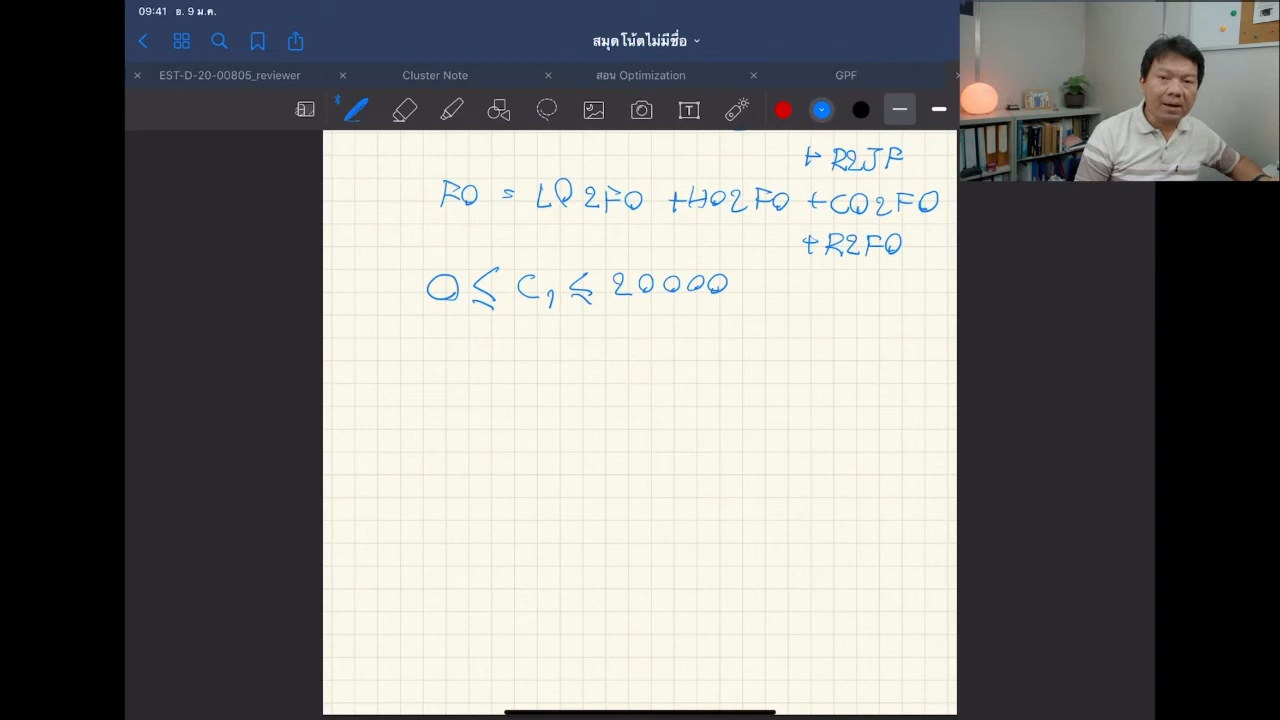 09:41 อ. 9 ม.ค.
สมุดโน้ตไม่มีชื่อ
EST-D-20-00805_reviewer
Cluster Note
สอน Optimization
GPF
+ R2JF
FO = LO2FO + HO2FO + CO2FO
+ R2FO
0 ≤ C1 ≤ 20000